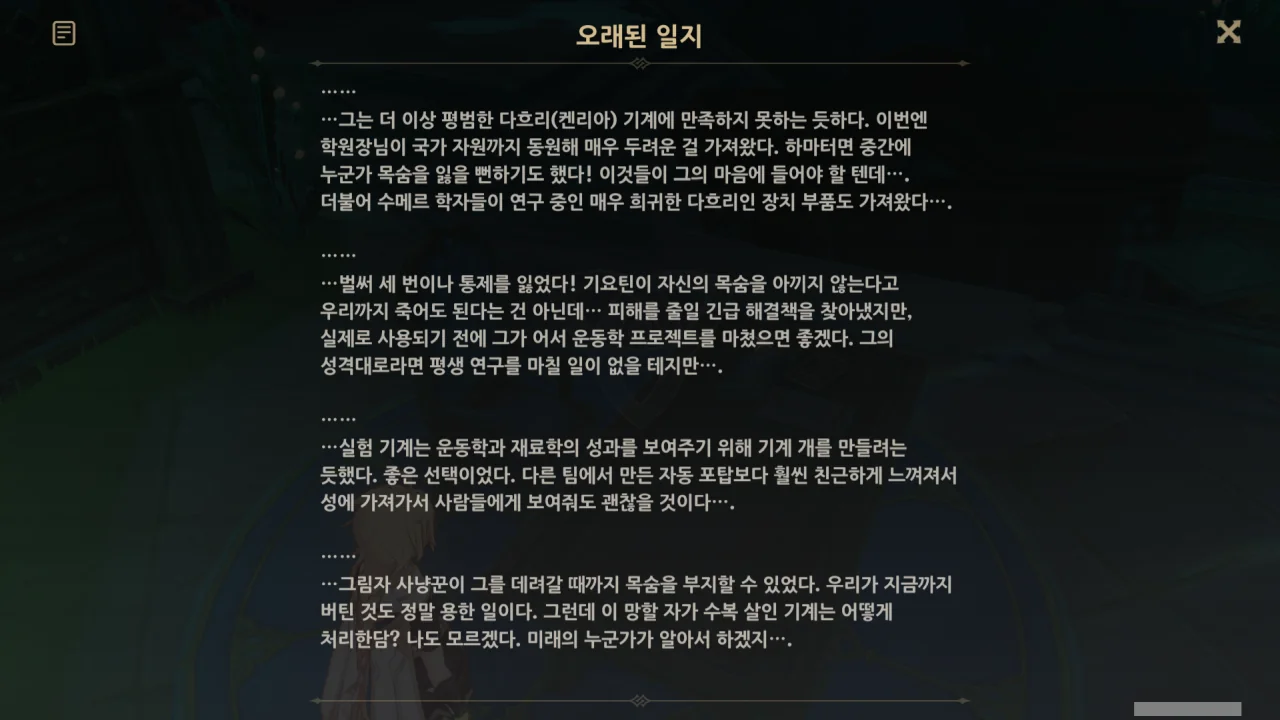 오래된 일지
……
…그는 더 이상 평범한 다흐리(켄리아) 기계에 만족하지 못하는 듯하다. 이번엔
학원장님이 국가 자원까지 동원해 매우 두려운 걸 가져왔다. 하마터면 중간에
누군가 목숨을 잃을 뻔하기도 했다! 이것들이 그의 마음에 들어야 할 텐데….
더불어 수메르 학자들이 연구 중인 매우 희귀한 다흐리인 장치 부품도 가져왔다….
……
…벌써 세 번이나 통제를 잃었다! 기요틴이 자신의 목숨을 아끼지 않는다고
우리까지 죽어도 된다는 건 아닌데… 피해를 줄일 긴급 해결책을 찾아냈지만,
실제로 사용되기 전에 그가 어서 운동학 프로젝트를 마쳤으면 좋겠다. 그의
성격대로라면 평생 연구를 마칠 일이 없을 테지만….
……
…실험 기계는 운동학과 재료학의 성과를 보여주기 위해 기계 개를 만들려는
듯했다. 좋은 선택이었다. 다른 팀에서 만든 자동 포탑보다 훨씬 친근하게 느껴져서
성에 가져가서 사람들에게 보여줘도 괜찮을 것이다….
……
…그림자 사냥꾼이 그를 데려갈 때까지 목숨을 부지할 수 있었다. 우리가 지금까지
버틴 것도 정말 용한 일이다. 그런데 이 망할 자가 수복 살인 기계는 어떻게
처리한담? 나도 모르겠다. 미래의 누군가가 알아서 하겠지….